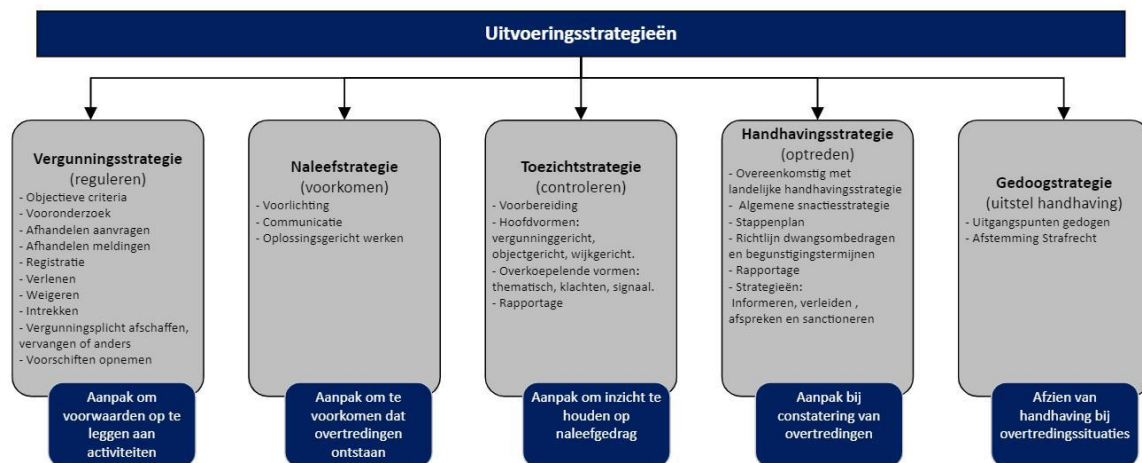 Uitvoeringsstrategieën
Vergunningsstrategie
(reguleren)
- Objectieve criteria
- Vooronderzoek
- Afhandelen aanvragen
- Afhandelen meldingen
- Registratie
- Verlenen
- Weigeren
- Intrekken
- Vergunningsplicht afschaffen,
vervangen of anders
- Voorschiften opnemen
Aanpak om
voorwaarden op te
leggen aan
activiteiten
Naleefstrategie
(voorkomen)
- Voorlichting
- Communicatie
- Oplossingsgericht werken
Aanpak om te
voorkomen dat
overtredingen
ontstaan
Toezichtstrategie
(controleren)
- Voorbereiding
- Hoofdvormen:
vergunninggericht,
objectgericht, wijkgericht.
- Overkoepelende vormen:
thematisch, klachten, signaal.
- Rapportage
Aanpak om inzicht te
houden op
naleefgedrag
Handhavingsstrategie
(optreden)
- Overeenkomstig met
landelijke handhavingsstrategie
- Algemene snactiesstrategie
- Stappenplan
- Richtlijn dwangsombedragen
en begunstigingstermijnen
- Rapportage
- Strategieën:
Informeren, verleiden ,
afspreken en sanctioneren
Aanpak bij
constatering van
overtredingen
Gedoogstrategie
(uitstel handhaving)
- Uitgangspunten gedogen
- Afstemming Strafrecht
Afzien van
handhaving bij
overtredingssituaties